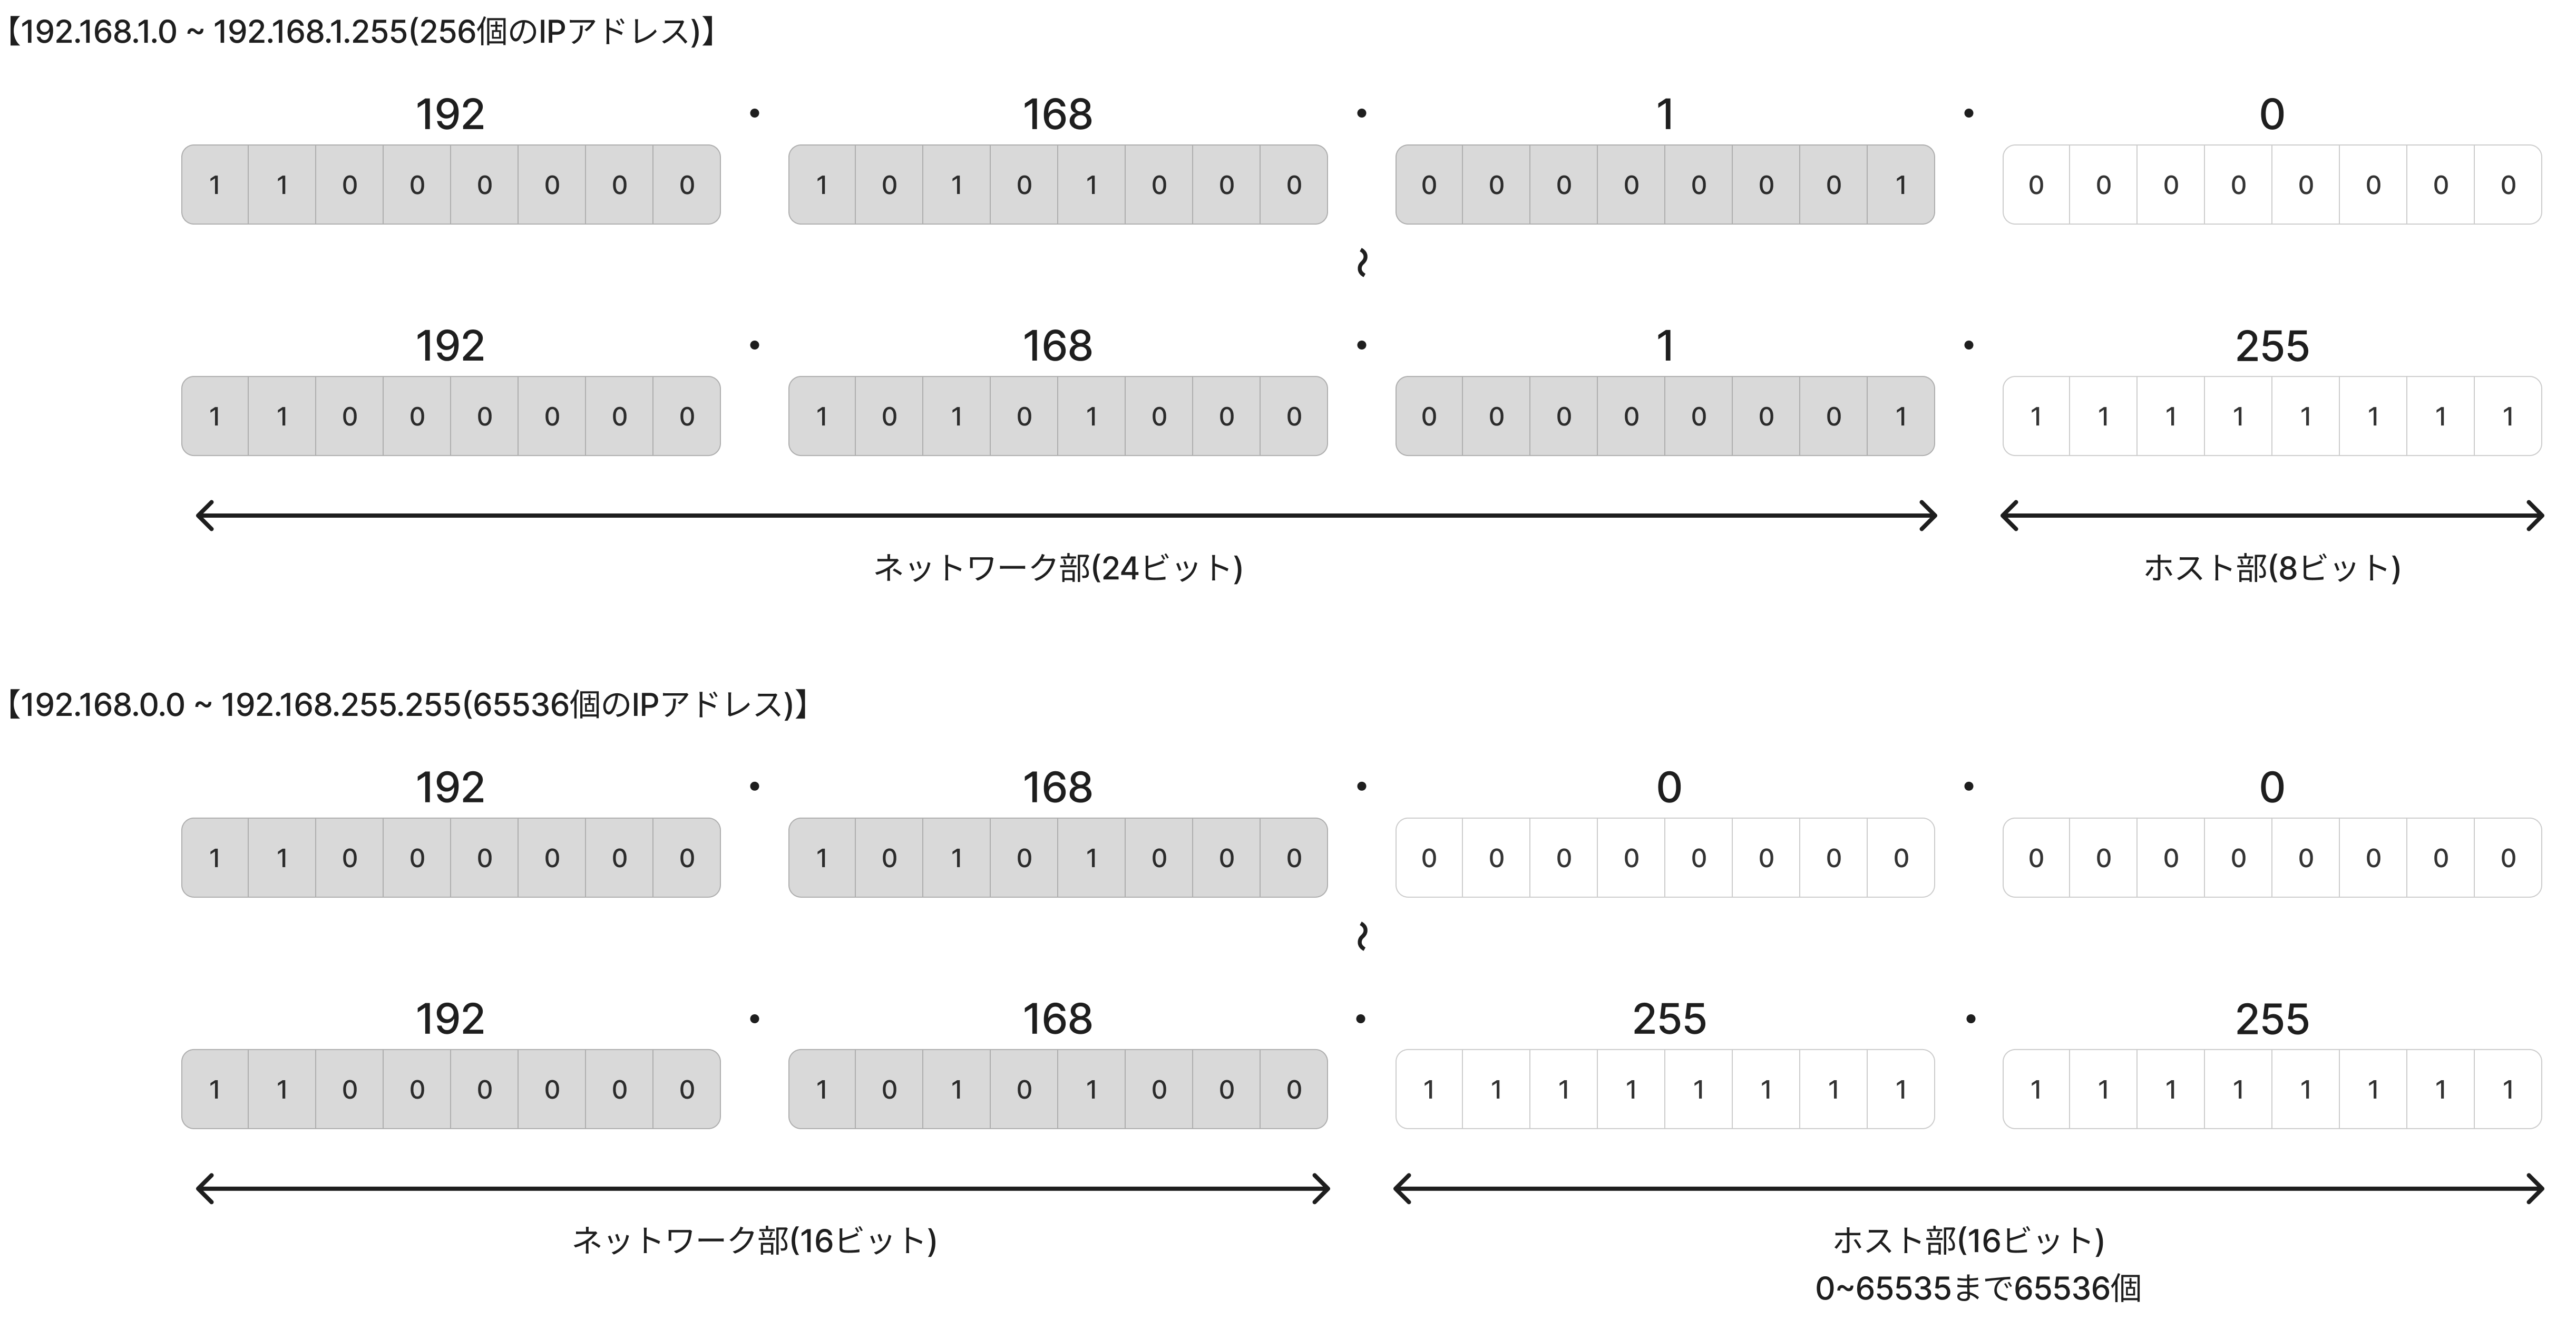 【192.168.1.0 ~ 192.168.1.255(256個のIPアドレス)】
192 . 168 . 1 . 0
1 1 0 0 0 0 0 0 1 0 1 0 1 0 0 0 0 0 0 0 0 0 0 1 0 0 0 0 0 0 0 0
~
192 . 168 . 1 . 255
1 1 0 0 0 0 0 0 1 0 1 0 1 0 0 0 0 0 0 0 0 0 0 1 1 1 1 1 1 1 1 1
ネットワーク部(24ビット) ホスト部(8ビット)
【192.168.0.0 ~ 192.168.255.255(65536個のIPアドレス)】
192 . 168 . 0 . 0
1 1 0 0 0 0 0 0 1 0 1 0 1 0 0 0 0 0 0 0 0 0 0 0 0 0 0 0 0 0 0 0
~
192 . 168 . 255 . 255
1 1 0 0 0 0 0 0 1 0 1 0 1 0 0 0 1 1 1 1 1 1 1 1 1 1 1 1 1 1 1 1
ネットワーク部(16ビット) ホスト部(16ビット)
0~65535まで65536個